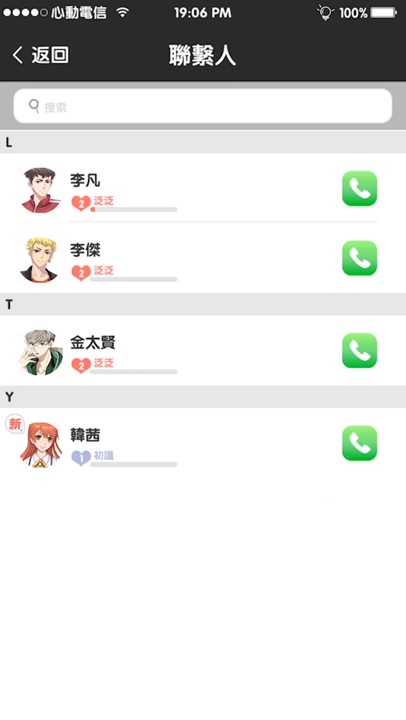 心動電信 19:06 PM 100%
返回 聯繫人
搜索
L
李凡
2 泛泛
李傑
2 泛泛
T
金太賢
2 泛泛
Y
新
韓茜
1 初識